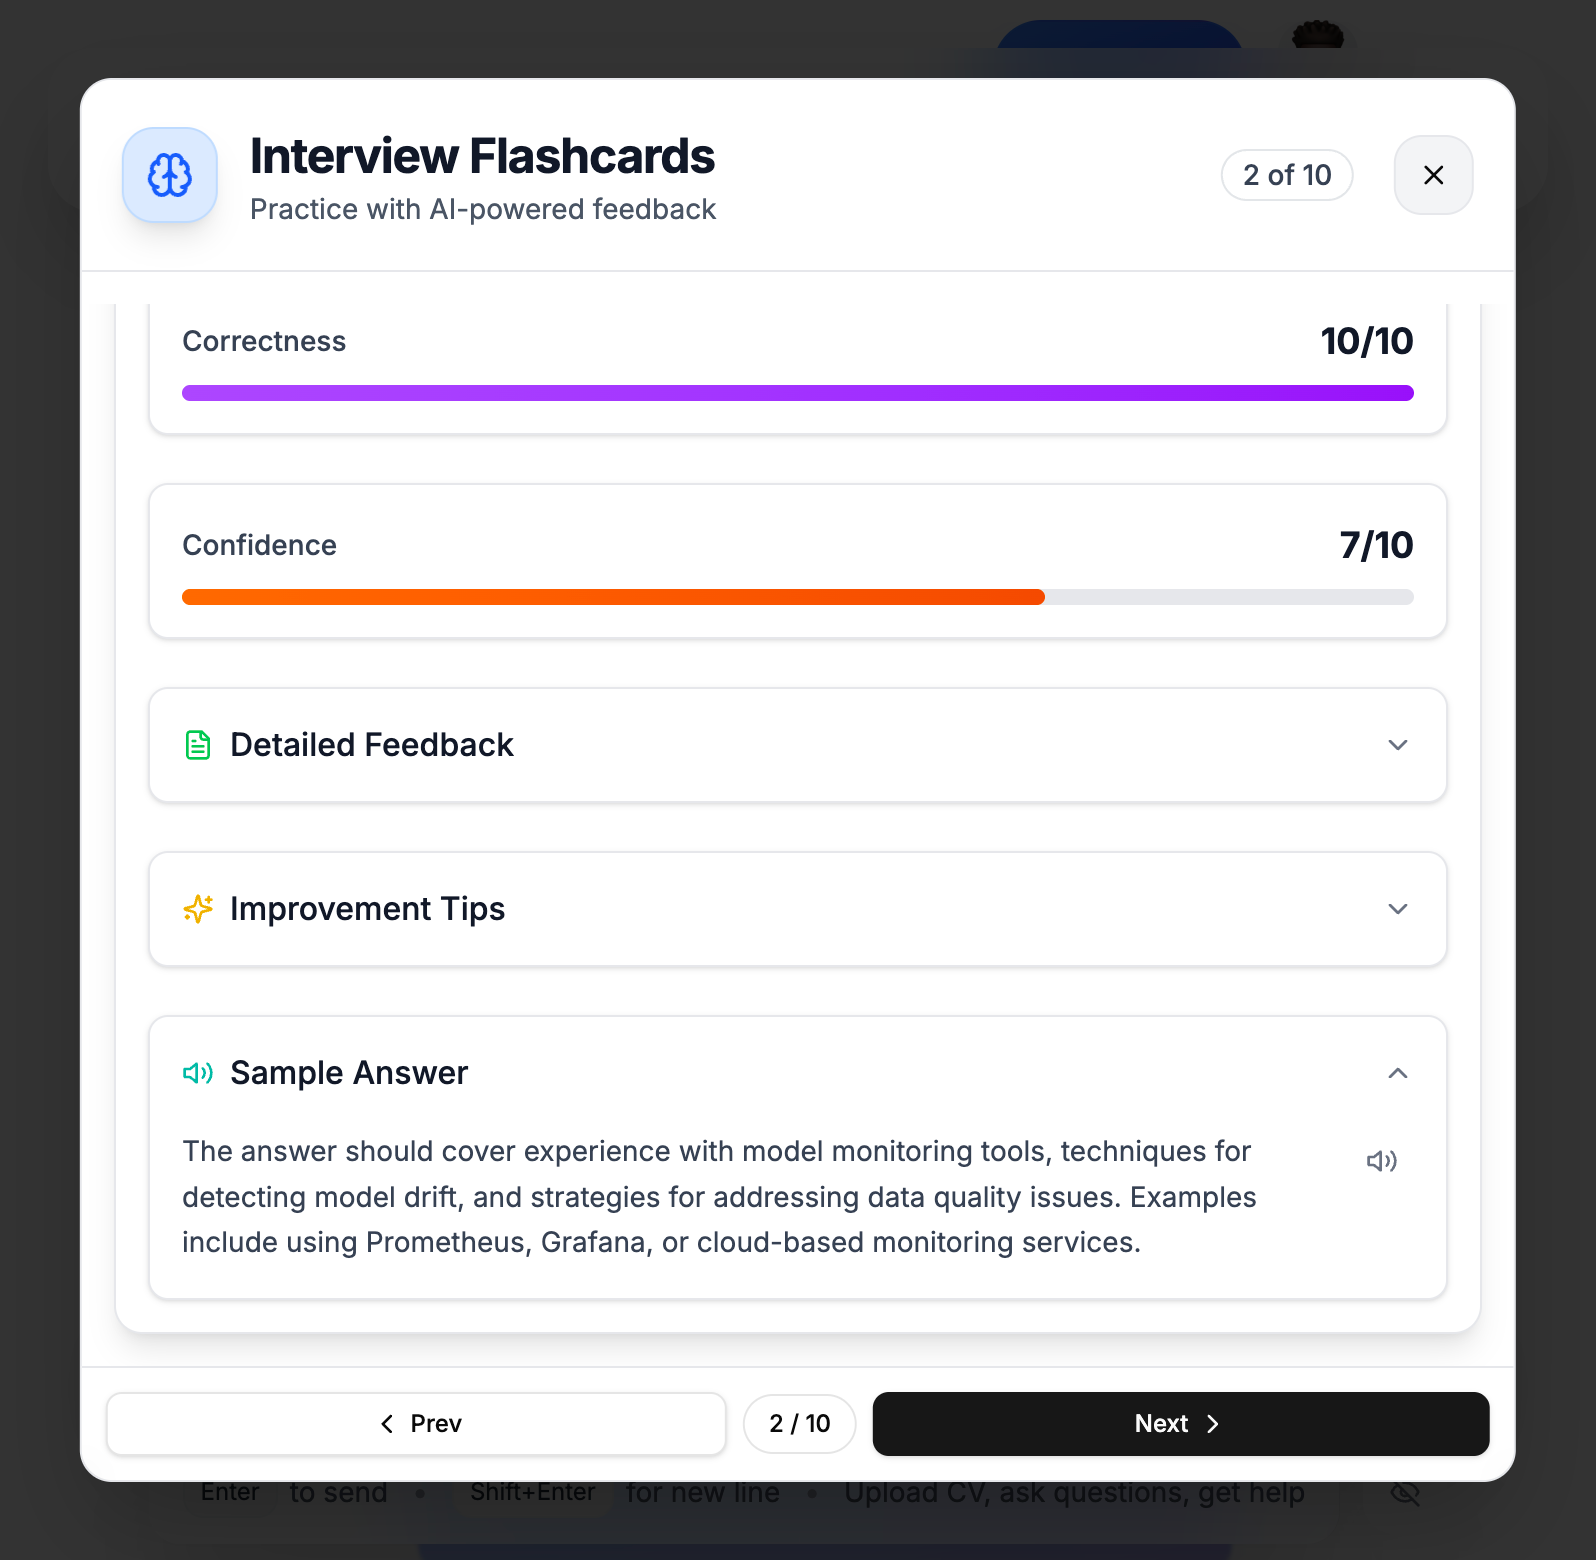 Interview Flashcards
Practice with AI-powered feedback
2 of 10
Correctness
10/10
Confidence
7/10
Detailed Feedback
Improvement Tips
Sample Answer
The answer should cover experience with model monitoring tools, techniques for
detecting model drift, and strategies for addressing data quality issues. Examples
include using Prometheus, Grafana, or cloud-based monitoring services.
Prev
2 / 10
Next
Enter to send • Shift+Enter for new line • Upload CV, ask questions, get help